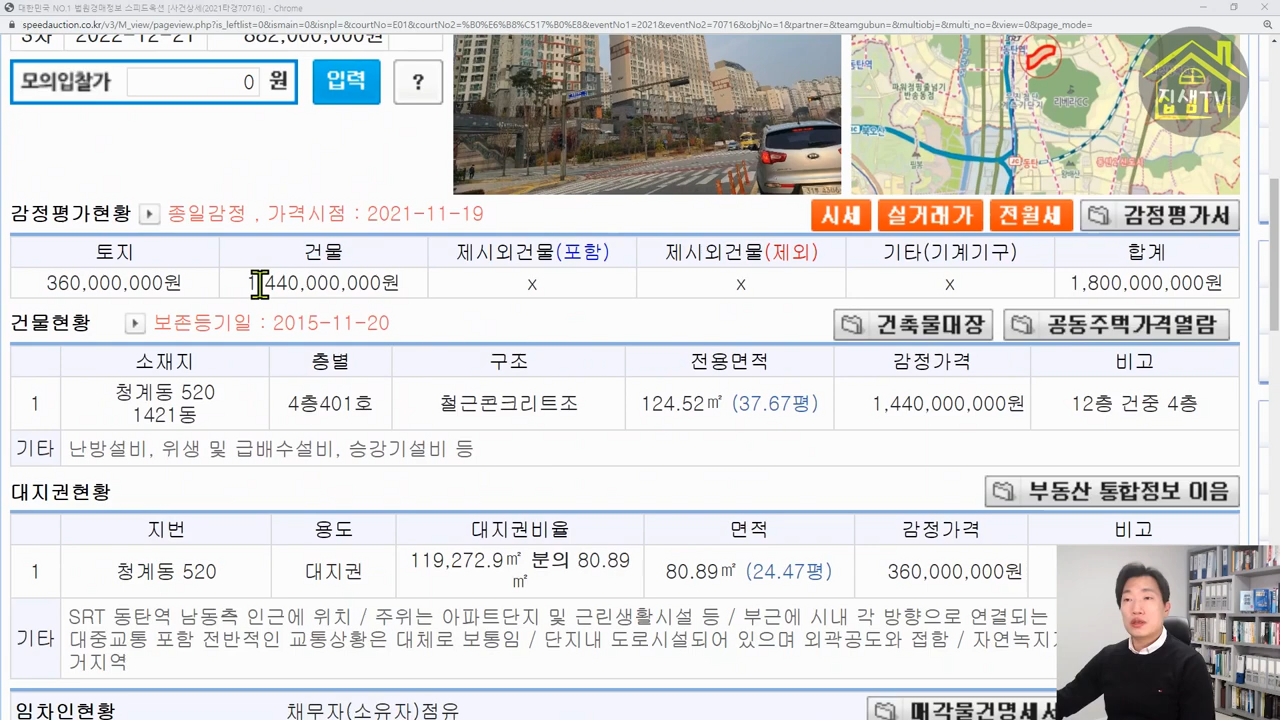 대한민국 NO.1 법원경매정보 스피드옥션 [사건상세/(2021타경70716)] - Chrome
speedauction.co.kr/v3/M_view/pageview.php?is_leftlist=0&ismain=0&isnpl=&courtNo=E01&courtNo2=%B0%E6%B8%C517%B0%E8&eventNo1=2021&eventNo2=70716&objNo=1&partner=&teamgubun=&multiobj=&multi_no=&view=0&page_mode=
3차 2022-12-21 882,000,000원
모의입찰가 0 원 입력 ?
집샘TV
감정평가현황 종일감정 , 가격시점 : 2021-11-19 시세 실거래가 전월세 감정평가서
토지 건물 제시외건물(포함) 제시외건물(제외) 기타(기계기구) 합계
360,000,000원 1,440,000,000원 x x x 1,800,000,000원
건물현황 보존등기일 : 2015-11-20 건축물대장 공동주택가격열람
소재지 층별 구조 전용면적 감정가격 비고
1 청계동 520 1421동 4층401호 철근콘크리트조 124.52㎡ (37.67평) 1,440,000,000원 12층 건중 4층
기타 난방설비, 위생 및 급배수설비, 승강기설비 등
대지권현황 부동산 통합정보 이음
지번 용도 대지권비율 면적 감정가격 비고
1 청계동 520 대지권 119,272.9㎡ 분의 80.89㎡ 80.89㎡ (24.47평) 360,000,000원
기타 SRT 동탄역 남동측 인근에 위치 / 주위는 아파트단지 및 근린생활시설 등 / 부근에 시내 각 방향으로 연결되는
대중교통 포함 전반적인 교통상황은 대체로 보통임 / 단지내 도로시설되어 있으며 외곽공도와 접함 / 자연녹지
거지역
임차인현황 채무자(소유자)점유 매각물건명세서